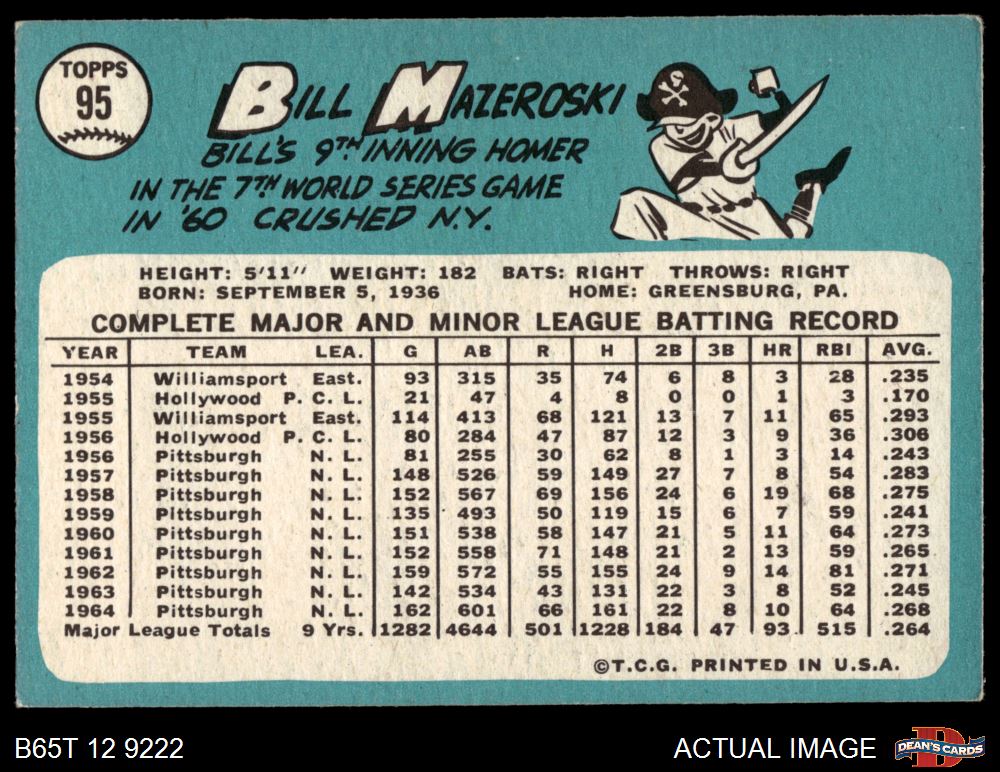 TOPPS
95
BILL MAZEROSKI
BILL'S 9TH INNING HOMER
IN THE 7TH WORLD SERIES GAME
IN '60 CRUSHED N.Y.
HEIGHT: 5'11" WEIGHT: 182 BATS: RIGHT THROWS: RIGHT
BORN: SEPTEMBER 5, 1936 HOME: GREENSBURG, PA.
COMPLETE MAJOR AND MINOR LEAGUE BATTING RECORD
YEAR TEAM LEA. G AB R H 2B 3B HR RBI AVG.
1954 Williamsport East. 93 315 35 74 6 8 3 28 .235
1955 Hollywood P. C. L. 21 47 4 8 0 0 1 3 .170
1955 Williamsport East. 114 413 68 121 13 7 11 65 .293
1956 Hollywood P. C. L. 80 284 47 87 12 3 9 36 .306
1956 Pittsburgh N. L. 81 255 30 62 8 1 3 14 .243
1957 Pittsburgh N. L. 148 526 59 149 27 7 8 54 .283
1958 Pittsburgh N. L. 152 567 69 156 24 6 19 68 .275
1959 Pittsburgh N. L. 135 493 50 119 15 6 7 59 .241
1960 Pittsburgh N. L. 151 538 58 147 21 5 11 64 .273
1961 Pittsburgh N. L. 152 558 71 148 21 2 13 59 .265
1962 Pittsburgh N. L. 159 572 55 155 24 9 14 81 .271
1963 Pittsburgh N. L. 142 534 43 131 22 3 8 52 .245
1964 Pittsburgh N. L. 162 601 66 161 22 8 10 64 .268
Major League Totals 9 Yrs. 1282 4644 501 1228 184 47 93 515 .264
©T.C.G. PRINTED IN U.S.A.
B65T 12 9222 ACTUAL IMAGE
D
DEAN'S CARDS